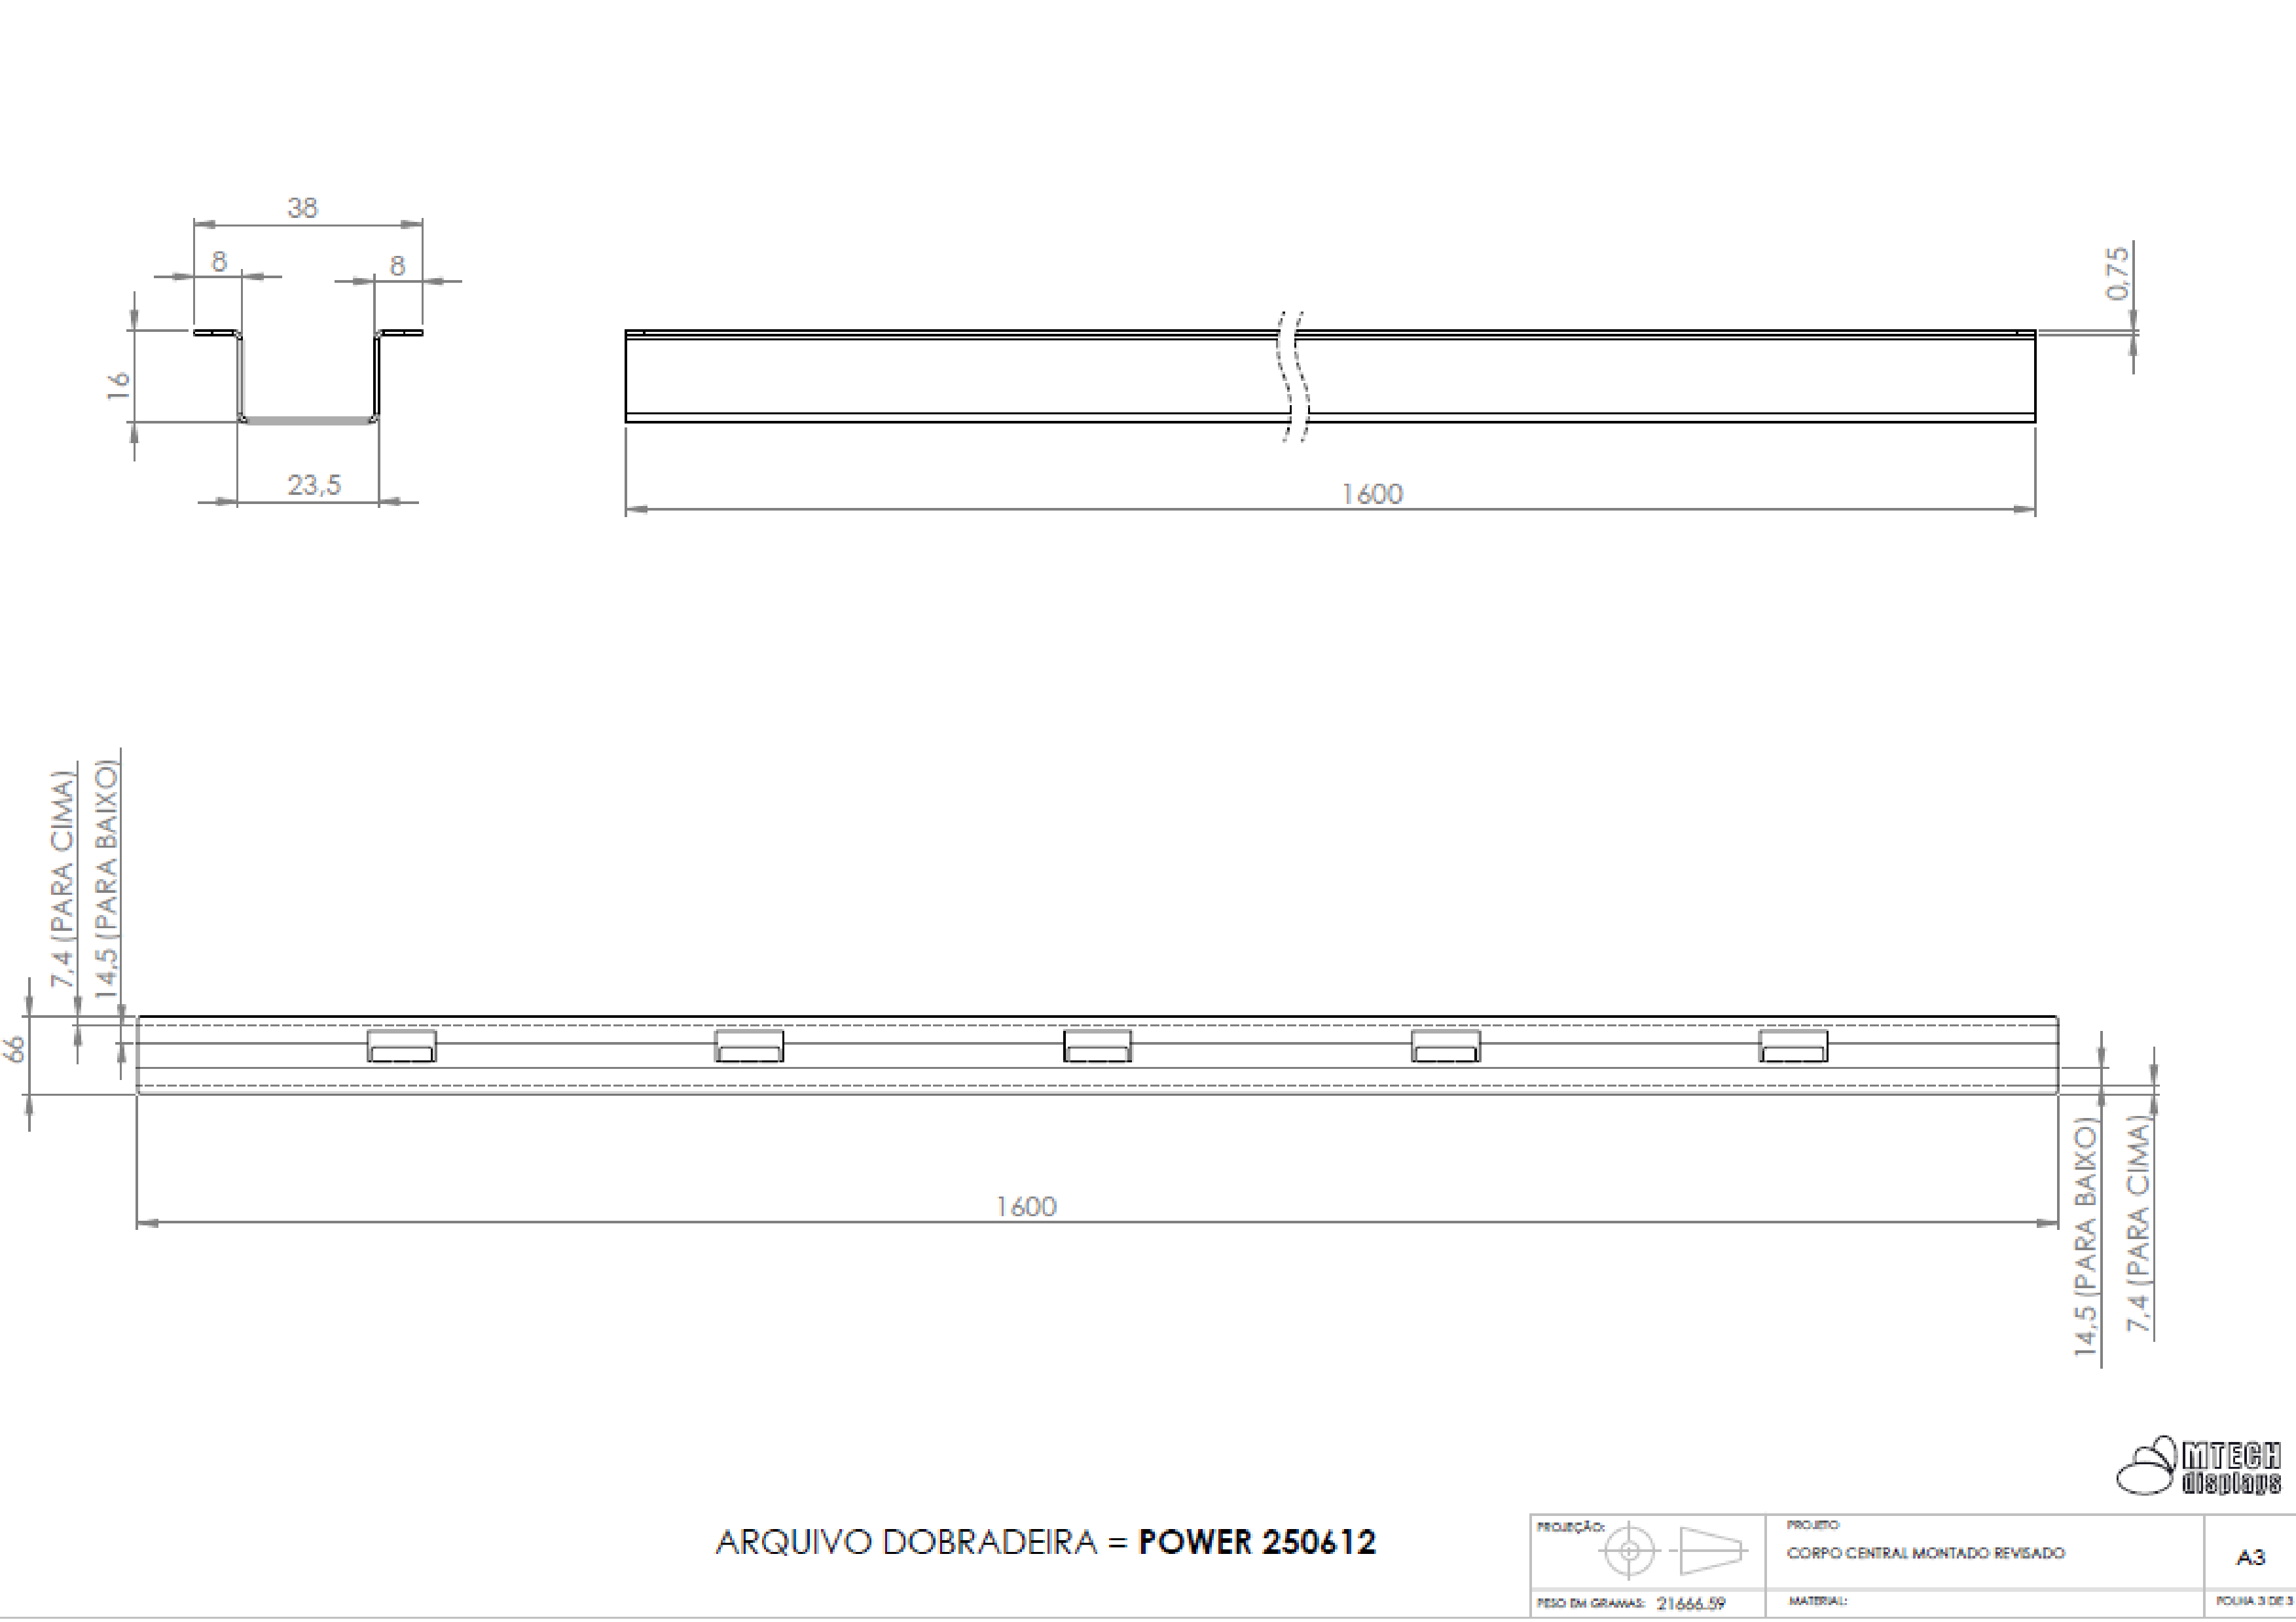 38
8
8
0,75
16
23,5
1600
7,4 (PARA CIMA)
14,5 (PARA BAIXO)
66
14,5 (PARA BAIXO)
7,4 (PARA CIMA)
1600
MTECH
displays
ARQUIVO DOBRADEIRA = POWER 250612
PROJEÇÃO:
PROJETO
CORPO CENTRAL MONTADO REVISADO
A3
PESO EM GRAMAS: 21666.59
MATERIAL:
FOLHA 3 DE 3